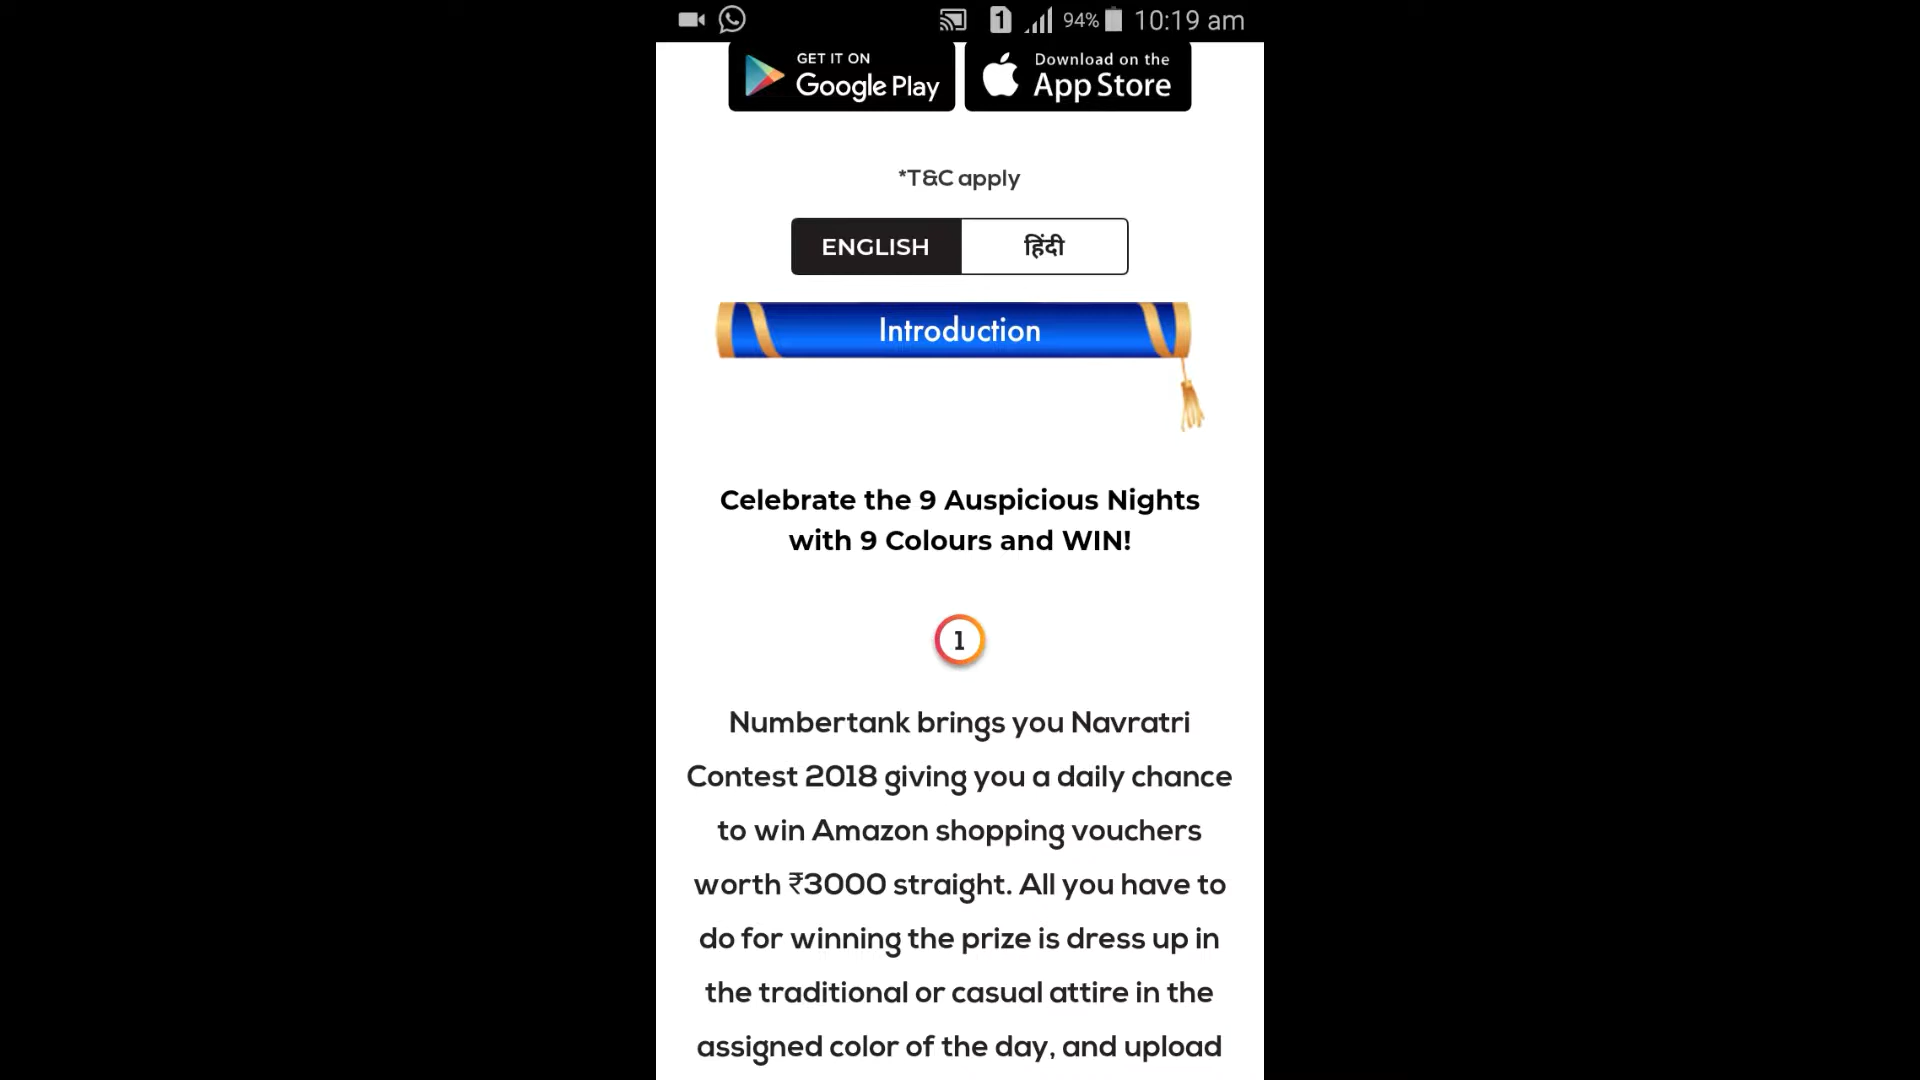 1 94% 10:19 am
GET IT ON Google Play
Download on the App Store
*T&C apply
ENGLISH हिंदी
Introduction
Celebrate the 9 Auspicious Nights
with 9 Colours and WIN!
1
Numbertank brings you Navratri
Contest 2018 giving you a daily chance
to win Amazon shopping vouchers
worth ₹3000 straight. All you have to
do for winning the prize is dress up in
the traditional or casual attire in the
assigned color of the day, and upload